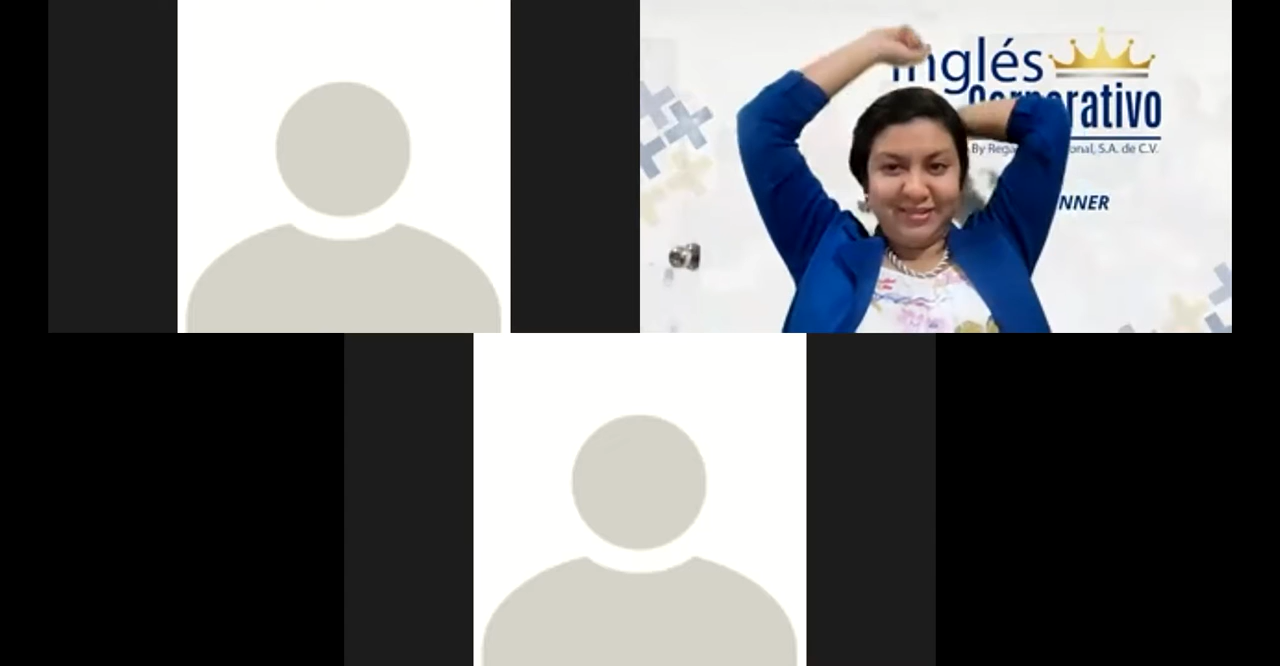 Inglés
Corporativo
By Rega onal, S.A. de C.V.
NNER